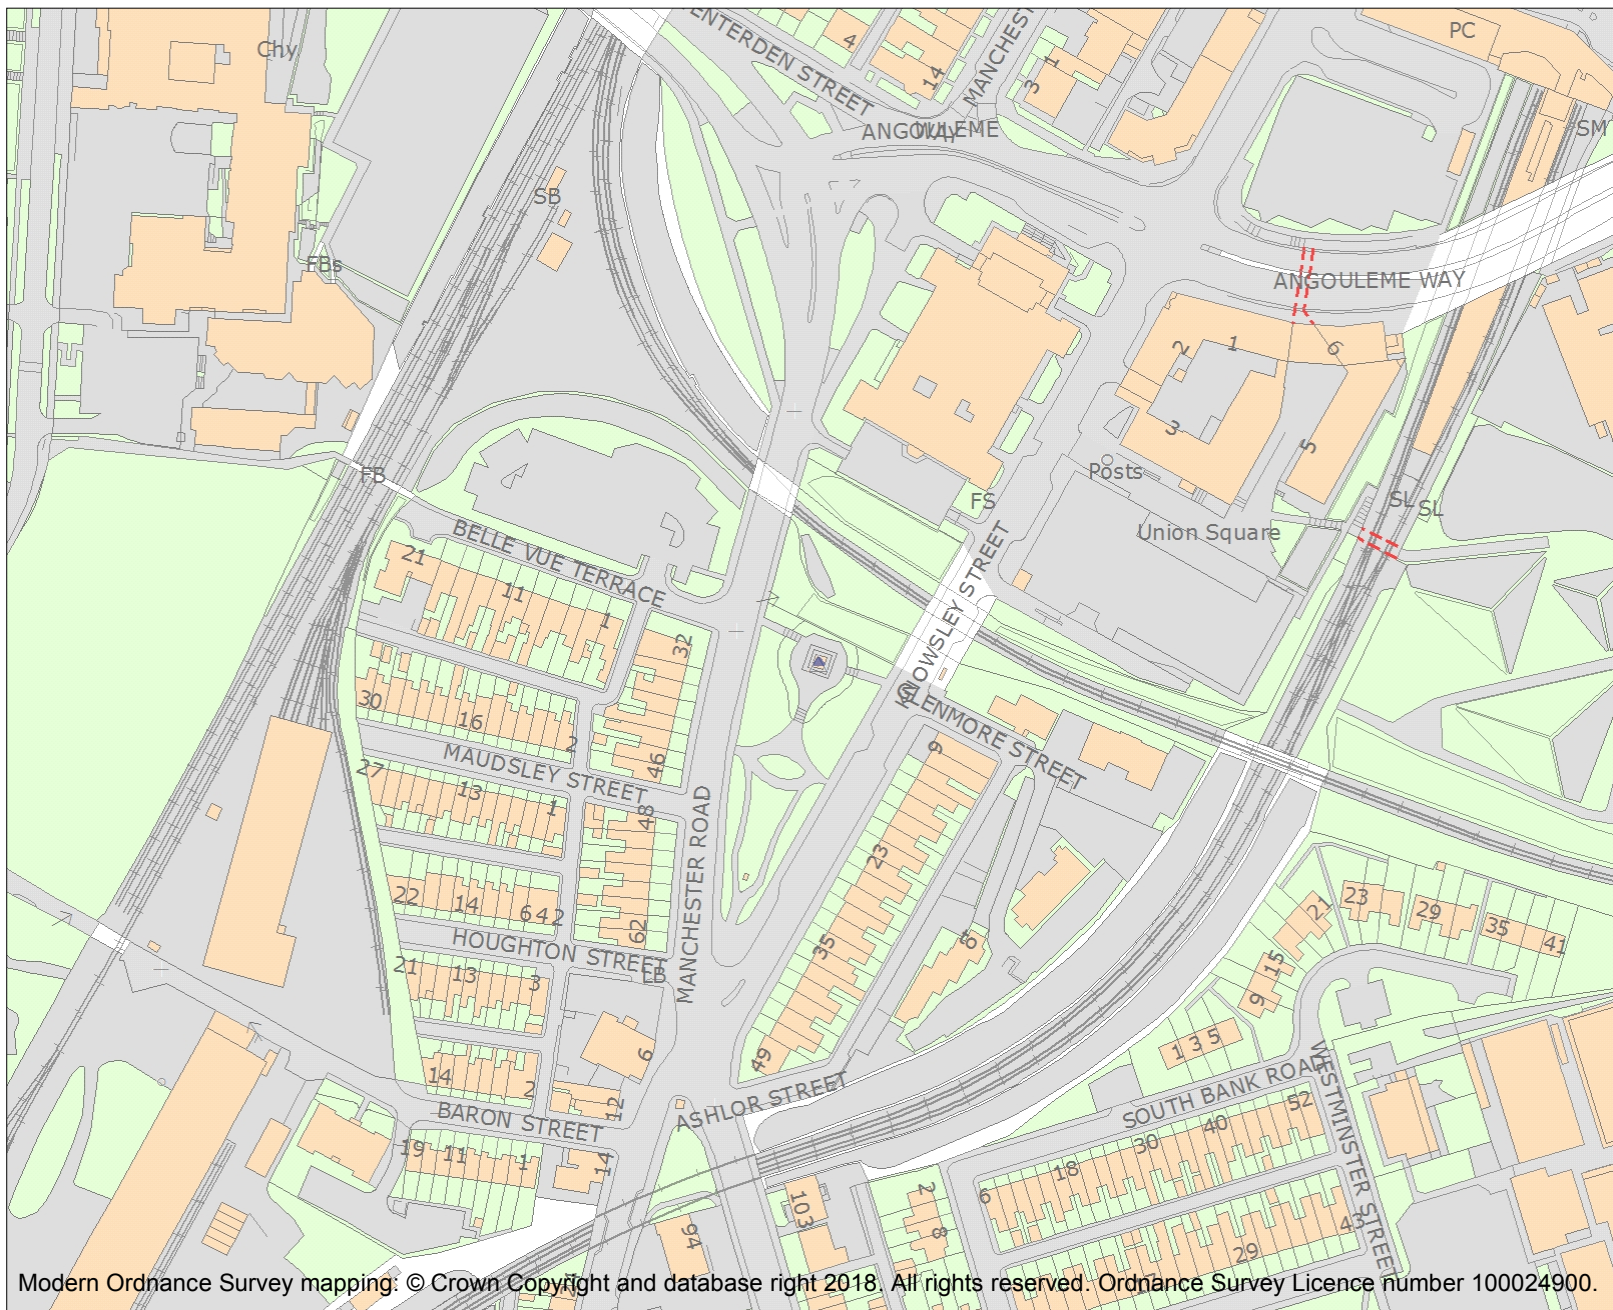 Chy
ENTERDEN STREET
4
14
MANCHEST
3
1
PC
SM
ANGOULEME
WAY
SB
FBs
ANGOULEME WAY
2
1
6
3
5
FB
Posts
FS
SL
SL
Union Square
BELLE VUE TERRACE
21
11
1
32
KNOWSLEY STREET
GLENMORE STREET
30
16
2
46
MAUDSLEY STREET
9
27
13
1
48
MANCHESTER ROAD
23
22
14
6
4
2
62
HOUGHTON STREET
LB
35
21
13
3
23
29
35
41
21
15
9
49
6
14
2
12
BARON STREET
ASHLOR STREET
1
3
5
SOUTH BANK ROAD
WESTMINSTER STREE
52
40
30
18
6
19
11
1
14
103
2
8
94
43
29
Modern Ordnance Survey mapping: © Crown Copyright and database right 2018. All rights reserved. Ordnance Survey Licence number 100024900.